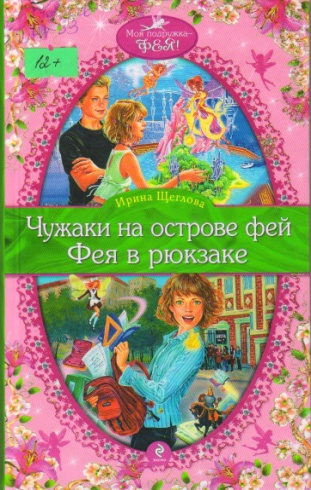 Моя подружка-
ФЕЯ!
12+
Ирина Щеглова
Чужаки на острове фей
Фея в рюкзаке